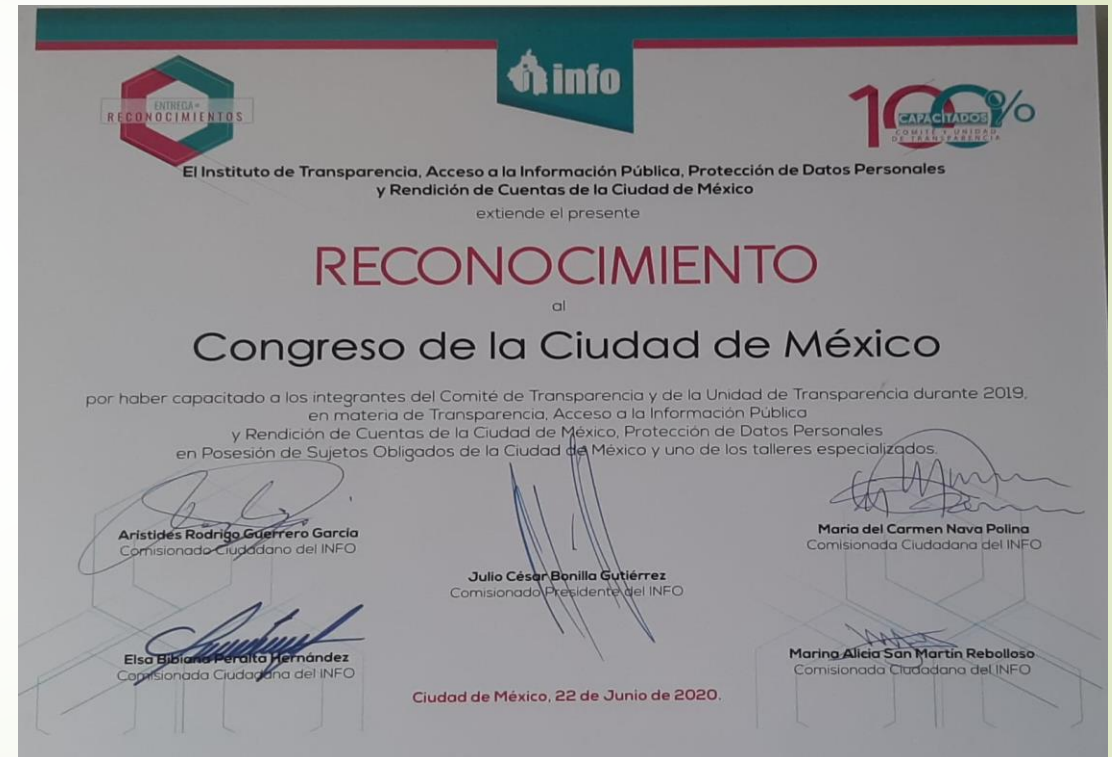 info
ENTREGA DE
RECONOCIMIENTOS
100%
CAPACITADOS
COMITÉ Y UNIDAD
DE TRANSPARENCIA
El Instituto de Transparencia, Acceso a la Información Pública, Protección de Datos Personales
y Rendición de Cuentas de la Ciudad de México
extiende el presente
RECONOCIMIENTO
al
Congreso de la Ciudad de México
por haber capacitado a los integrantes del Comité de Transparencia y de la Unidad de Transparencia durante 2019,
en materia de Transparencia, Acceso a la Información Pública
y Rendición de Cuentas de la Ciudad de México, Protección de Datos Personales
en Posesión de Sujetos Obligados de la Ciudad de México y uno de los talleres especializados.
Arístides Rodrigo Guerrero García
Comisionado Ciudadano del INFO
María del Carmen Nava Polina
Comisionada Ciudadana del INFO
Julio César Bonilla Gutiérrez
Comisionado Presidente del INFO
Elsa Bibiana Peralta Hernández
Comisionada Ciudadana del INFO
Marina Alicia San Martín Rebolloso
Comisionada Ciudadana del INFO
Ciudad de México, 22 de Junio de 2020.